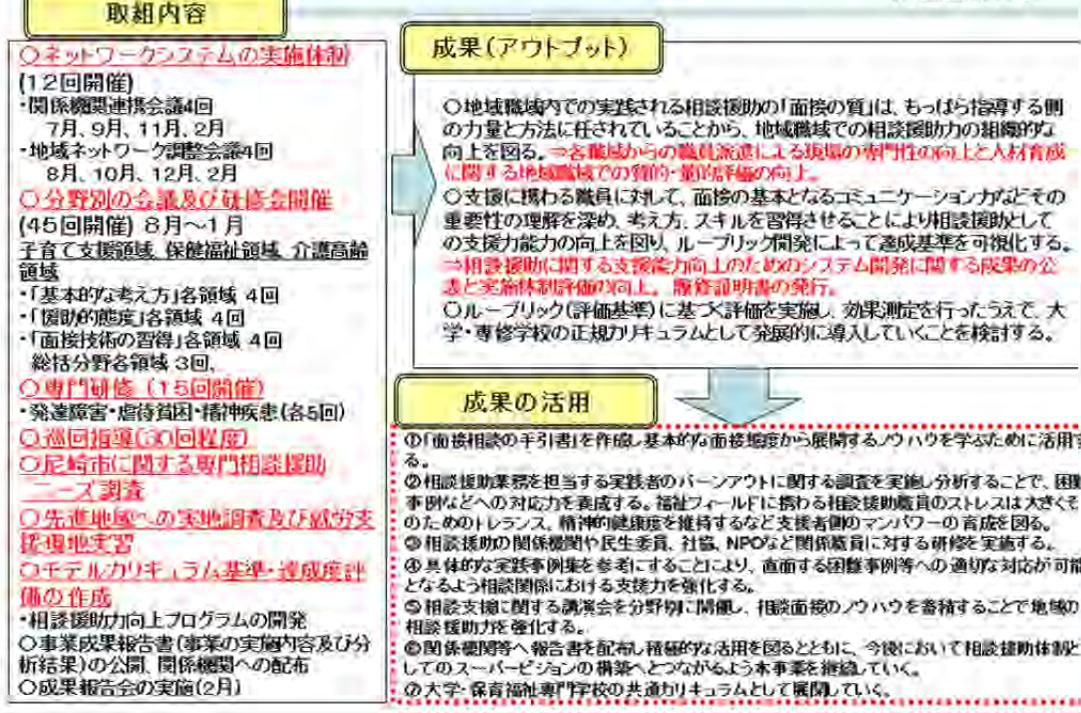 取組内容
○ネットワークシステムの実施体制
(12回開催)
・関係機関連携会議4回
7月、9月、11月、2月
・地域ネットワーク調整会議4回
8月、10月、12月、2月
○分野別の会議及び研修会開催
(45回開催) 8月～1月
子育て支援領域、保健福祉領域、介護高齢
領域
・「基本的な考え方」各領域 4回
・「援助的態度」各領域 4回
・「面接技術の習得」各領域 4回
総括分野各領域 3回、
○専門研修 (15回開催)
・発達障害・虐待貧困・精神疾患(各5回)
○巡回指導(30回程度)
○尼崎市に関する専門相談援助
ニーズ調査
○先進地域への実地調査及び就労支
援現地実習
○モデルカリキュラム基準・達成度評
価の作成
・相談援助力向上プログラムの開発
○事業成果報告書(事業の実施内容及び分
析結果)の公開、関係機関への配布
○成果報告会の実施(2月)
成果(アウトプット)
○地域職域内での実践される相談援助の「面接の質」は、もっぱら指導する側
の力量と方法に任されていることから、地域職域での相談援助力の組織的な
向上を図る。⇒各職域からの職員派遣による現場の専門性の向上と人材育成
に関する地域職域での質的・量的評価の向上。
○支援に携わる職員に対して、面接の基本となるコミュニケーション力などその
重要性の理解を深め、考え方、スキルを習得させることにより相談援助として
の支援力能力の向上を図り、ルーブリック開発によって達成基準を可視化する。
⇒相談援助に関する支援能力向上のためのシステム開発に関する成果の公
表と実施体制評価の向上。履修証明書の発行。
○ルーブリック(評価基準)に基づく評価を実施し、効果測定を行ったうえで、大
学・専修学校の正規カリキュラムとして発展的に導入していくことを検討する。
成果の活用
①「面接相談の手引書」を作成し基本的な面接態度から展開するノウハウを学ぶために活用す
る。
②相談援助業務を担当する実践者のバーンアウトに関する調査を実施し分析することで、困難
事例などへの対応力を養成する。福祉フィールドに携わる相談援助職員のストレスは大きくそ
のためのトレランス、精神的健康度を維持するなど支援者側のマンパワーの育成を図る。
③相談援助の関係機関や民生委員、社協、NPOなど関係職員に対する研修を実施する。
④具体的な実践事例集を参考にすることにより、直面する困難事例等への適切な対応が可能
となるよう相談関係における支援力を強化する。
⑤相談支援に関する講演会を分野別に開催し、相談面接のノウハウを蓄積することで地域の
相談援助力を強化する。
⑥関係機関等へ報告書を配布し積極的な活用を図るとともに、今後において相談援助体制と
してのスーパービジョンの構築へとつながるよう本事業を継続していく。
⑦大学・保育福祉専門学校の共通カリキュラムとして展開していく。